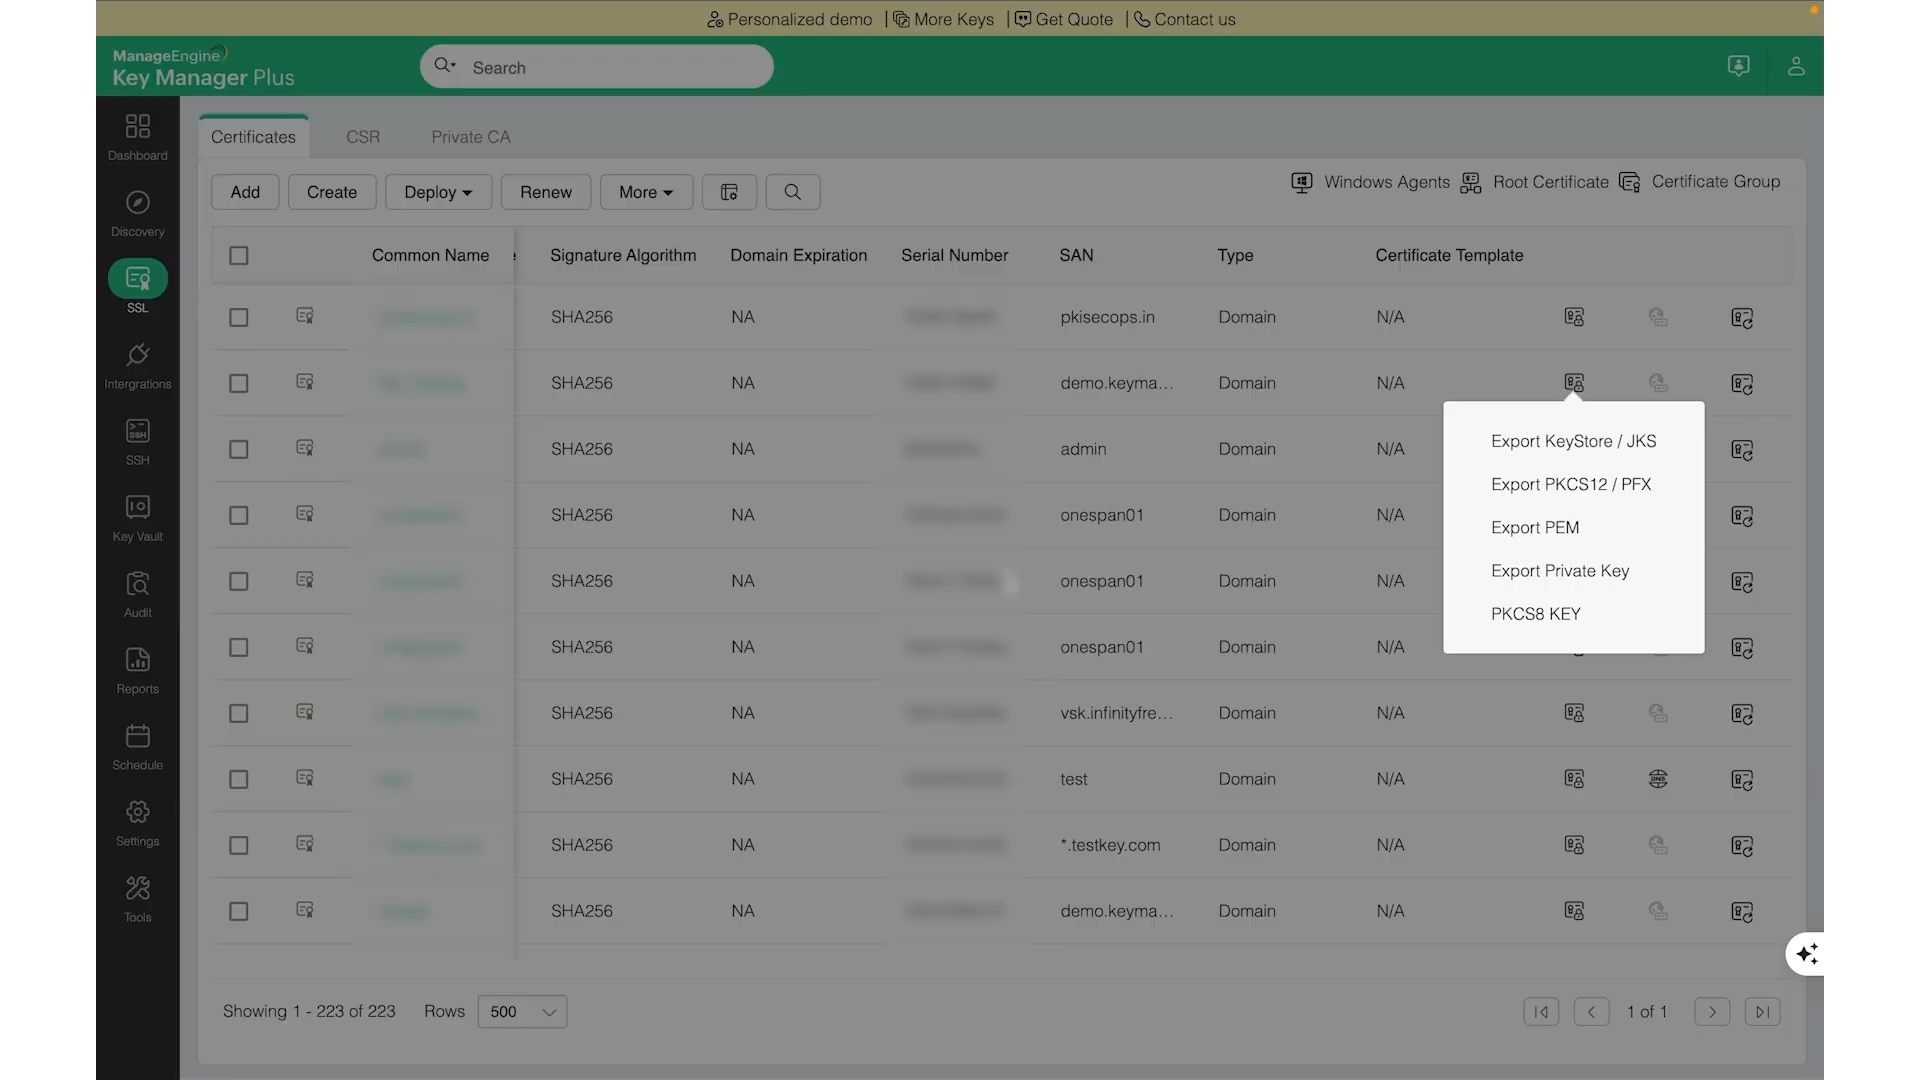 Personalized demo | More Keys | Get Quote | Contact us
ManageEngine
Key Manager Plus
Search
Dashboard
Discovery
SSL
Intergrations
SSH
SSH
Key Vault
Audit
Reports
Schedule
Settings
Tools
Certificates CSR Private CA
Add Create Deploy Renew More
Windows Agents Root Certificate Certificate Group
Common Name Signature Algorithm Domain Expiration Serial Number SAN Type Certificate Template
SHA256 NA pkisecops.in Domain N/A
SHA256 NA demo.keyma... Domain N/A
SHA256 NA admin Domain N/A
SHA256 NA onespan01 Domain N/A
SHA256 NA onespan01 Domain N/A
SHA256 NA onespan01 Domain N/A
SHA256 NA vsk.infinityfre... Domain N/A
SHA256 NA test Domain N/A DNS
SHA256 NA *.testkey.com Domain N/A
SHA256 NA demo.keyma... Domain N/A
Export KeyStore / JKS
Export PKCS12 / PFX
Export PEM
Export Private Key
PKCS8 KEY
Showing 1 - 223 of 223 Rows 500 1 of 1